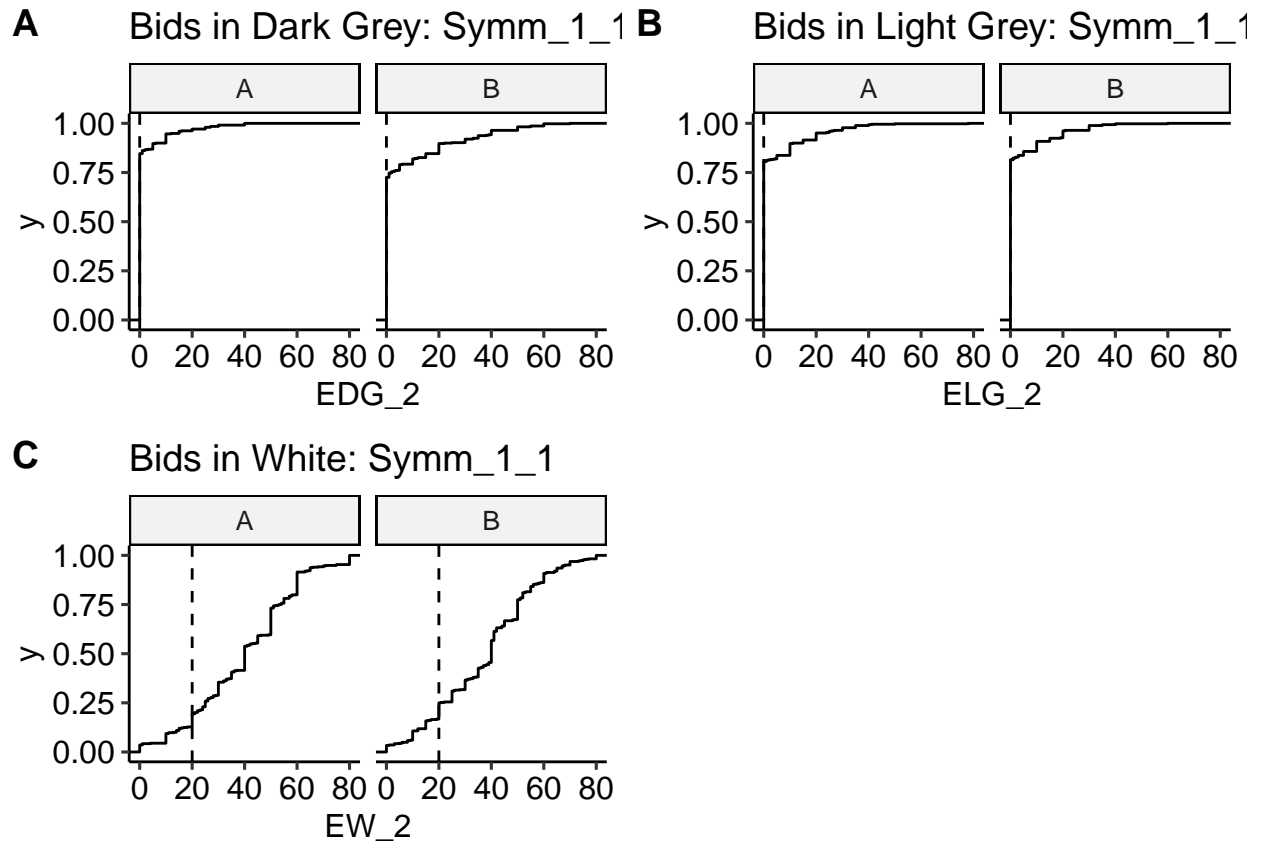 A Bids in Dark Grey: Symm_1_1
A B
1.00
0.75
0.50
0.25
0.00
y
0 20 40 60 80 0 20 40 60 80
EDG_2
B Bids in Light Grey: Symm_1_1
A B
1.00
0.75
0.50
0.25
0.00
y
0 20 40 60 80 0 20 40 60 80
ELG_2
C Bids in White: Symm_1_1
A B
1.00
0.75
0.50
0.25
0.00
y
0 20 40 60 80 0 20 40 60 80
EW_2